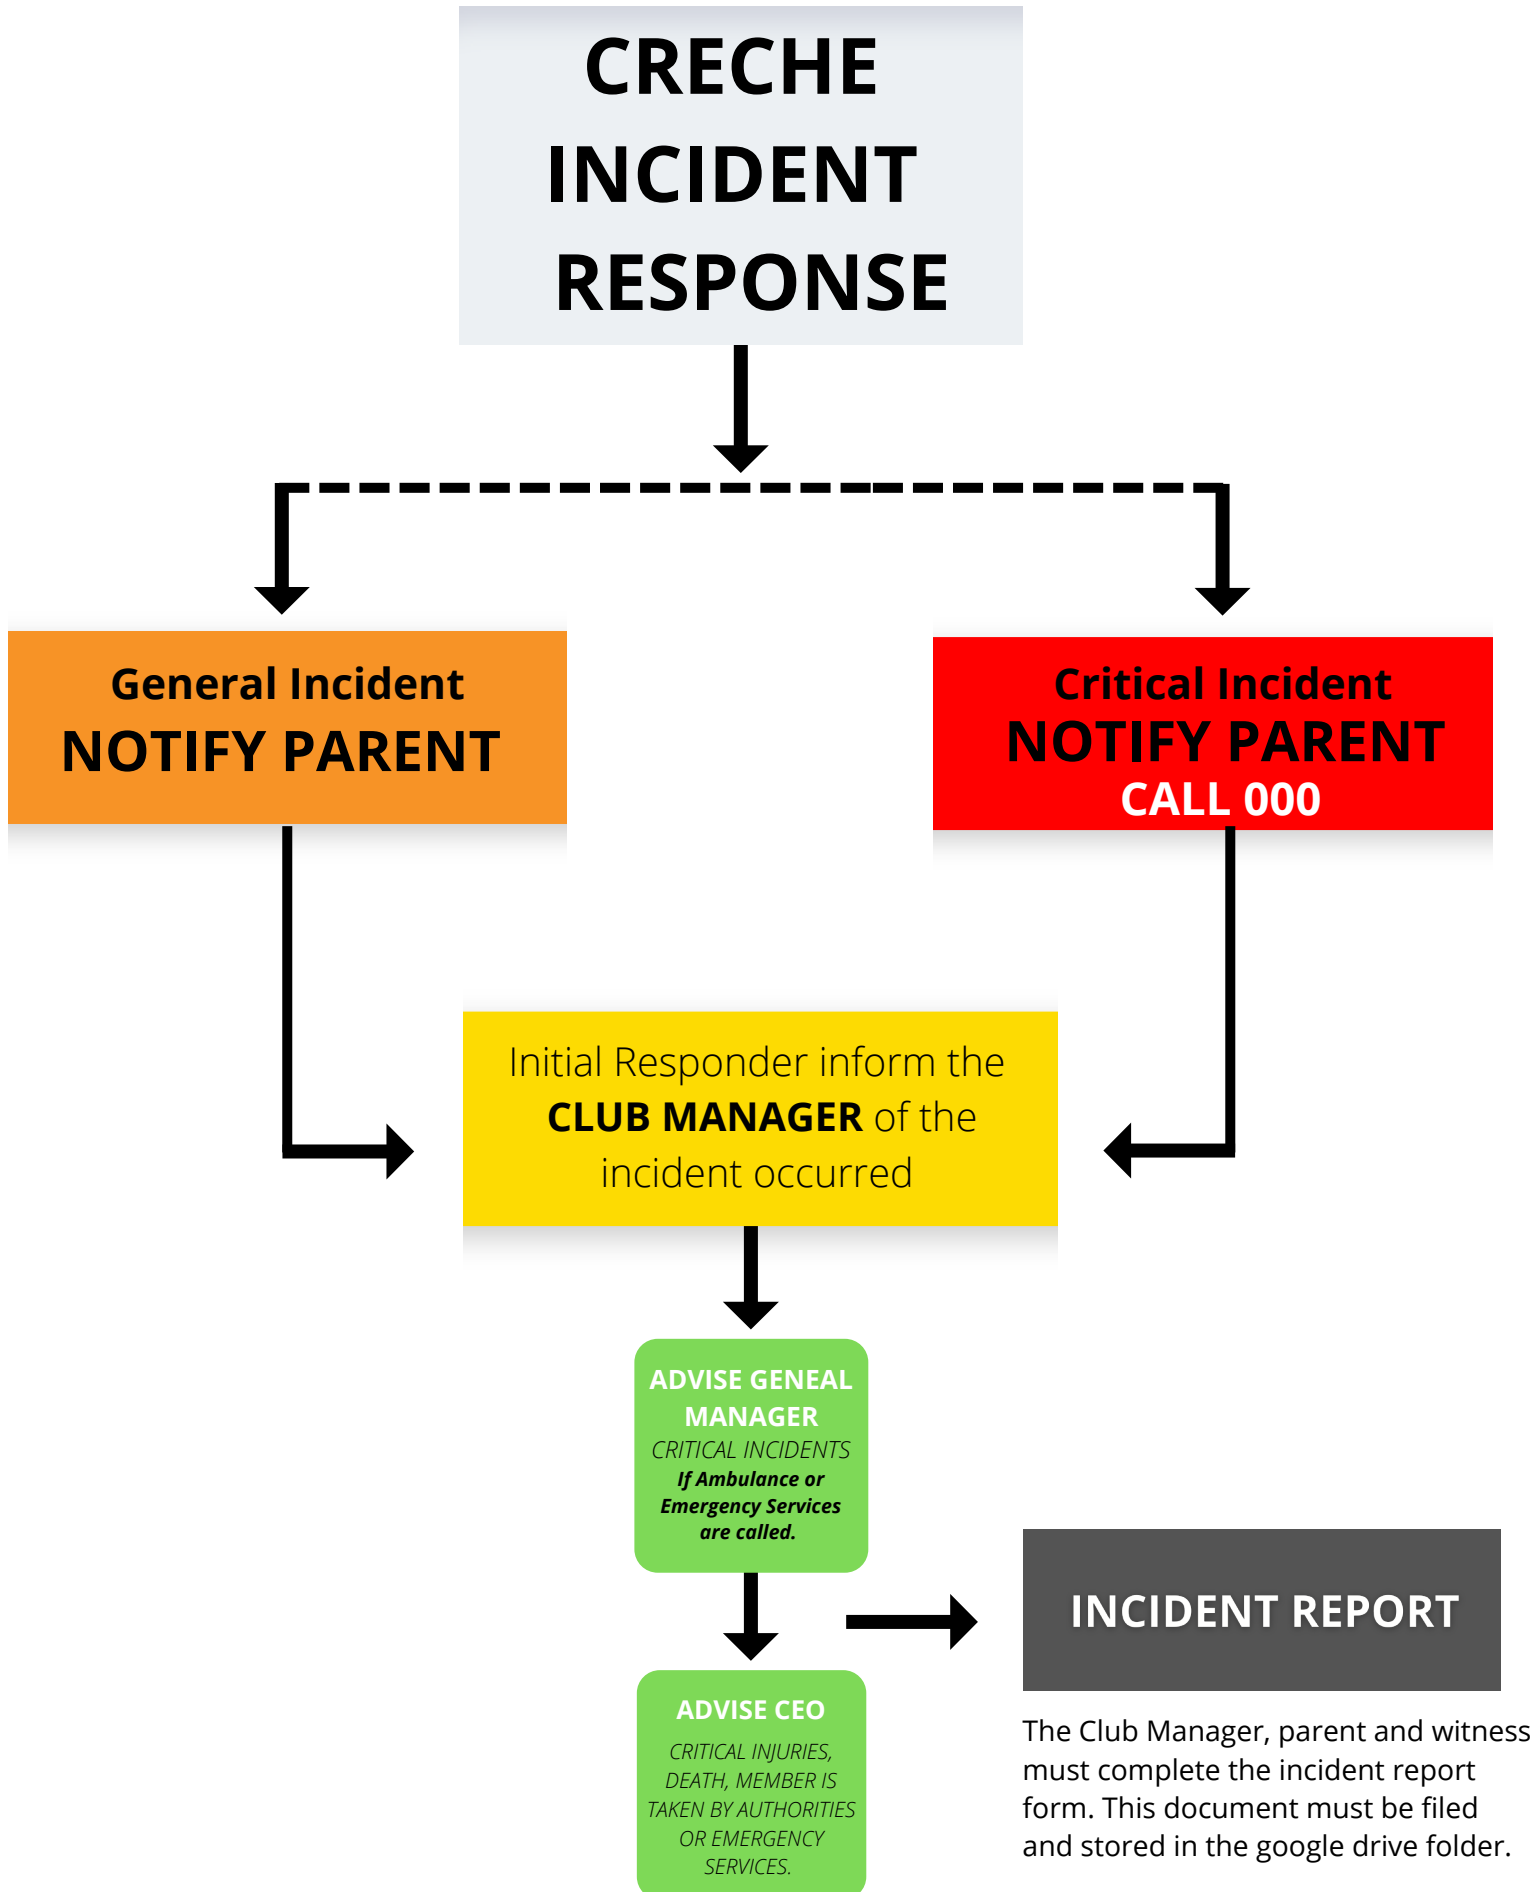 CRECHE
INCIDENT
RESPONSE
General Incident
NOTIFY PARENT
Critical Incident
NOTIFY PARENT
CALL 000
Initial Responder inform the
CLUB MANAGER of the
incident occurred
ADVISE GENEAL
MANAGER
CRITICAL INCIDENTS
If Ambulance or
Emergency Services
are called.
INCIDENT REPORT
The Club Manager, parent and witness
must complete the incident report
form. This document must be filed
and stored in the google drive folder.
ADVISE CEO
CRITICAL INJURIES,
DEATH, MEMBER IS
TAKEN BY AUTHORITIES
OR EMERGENCY
SERVICES.